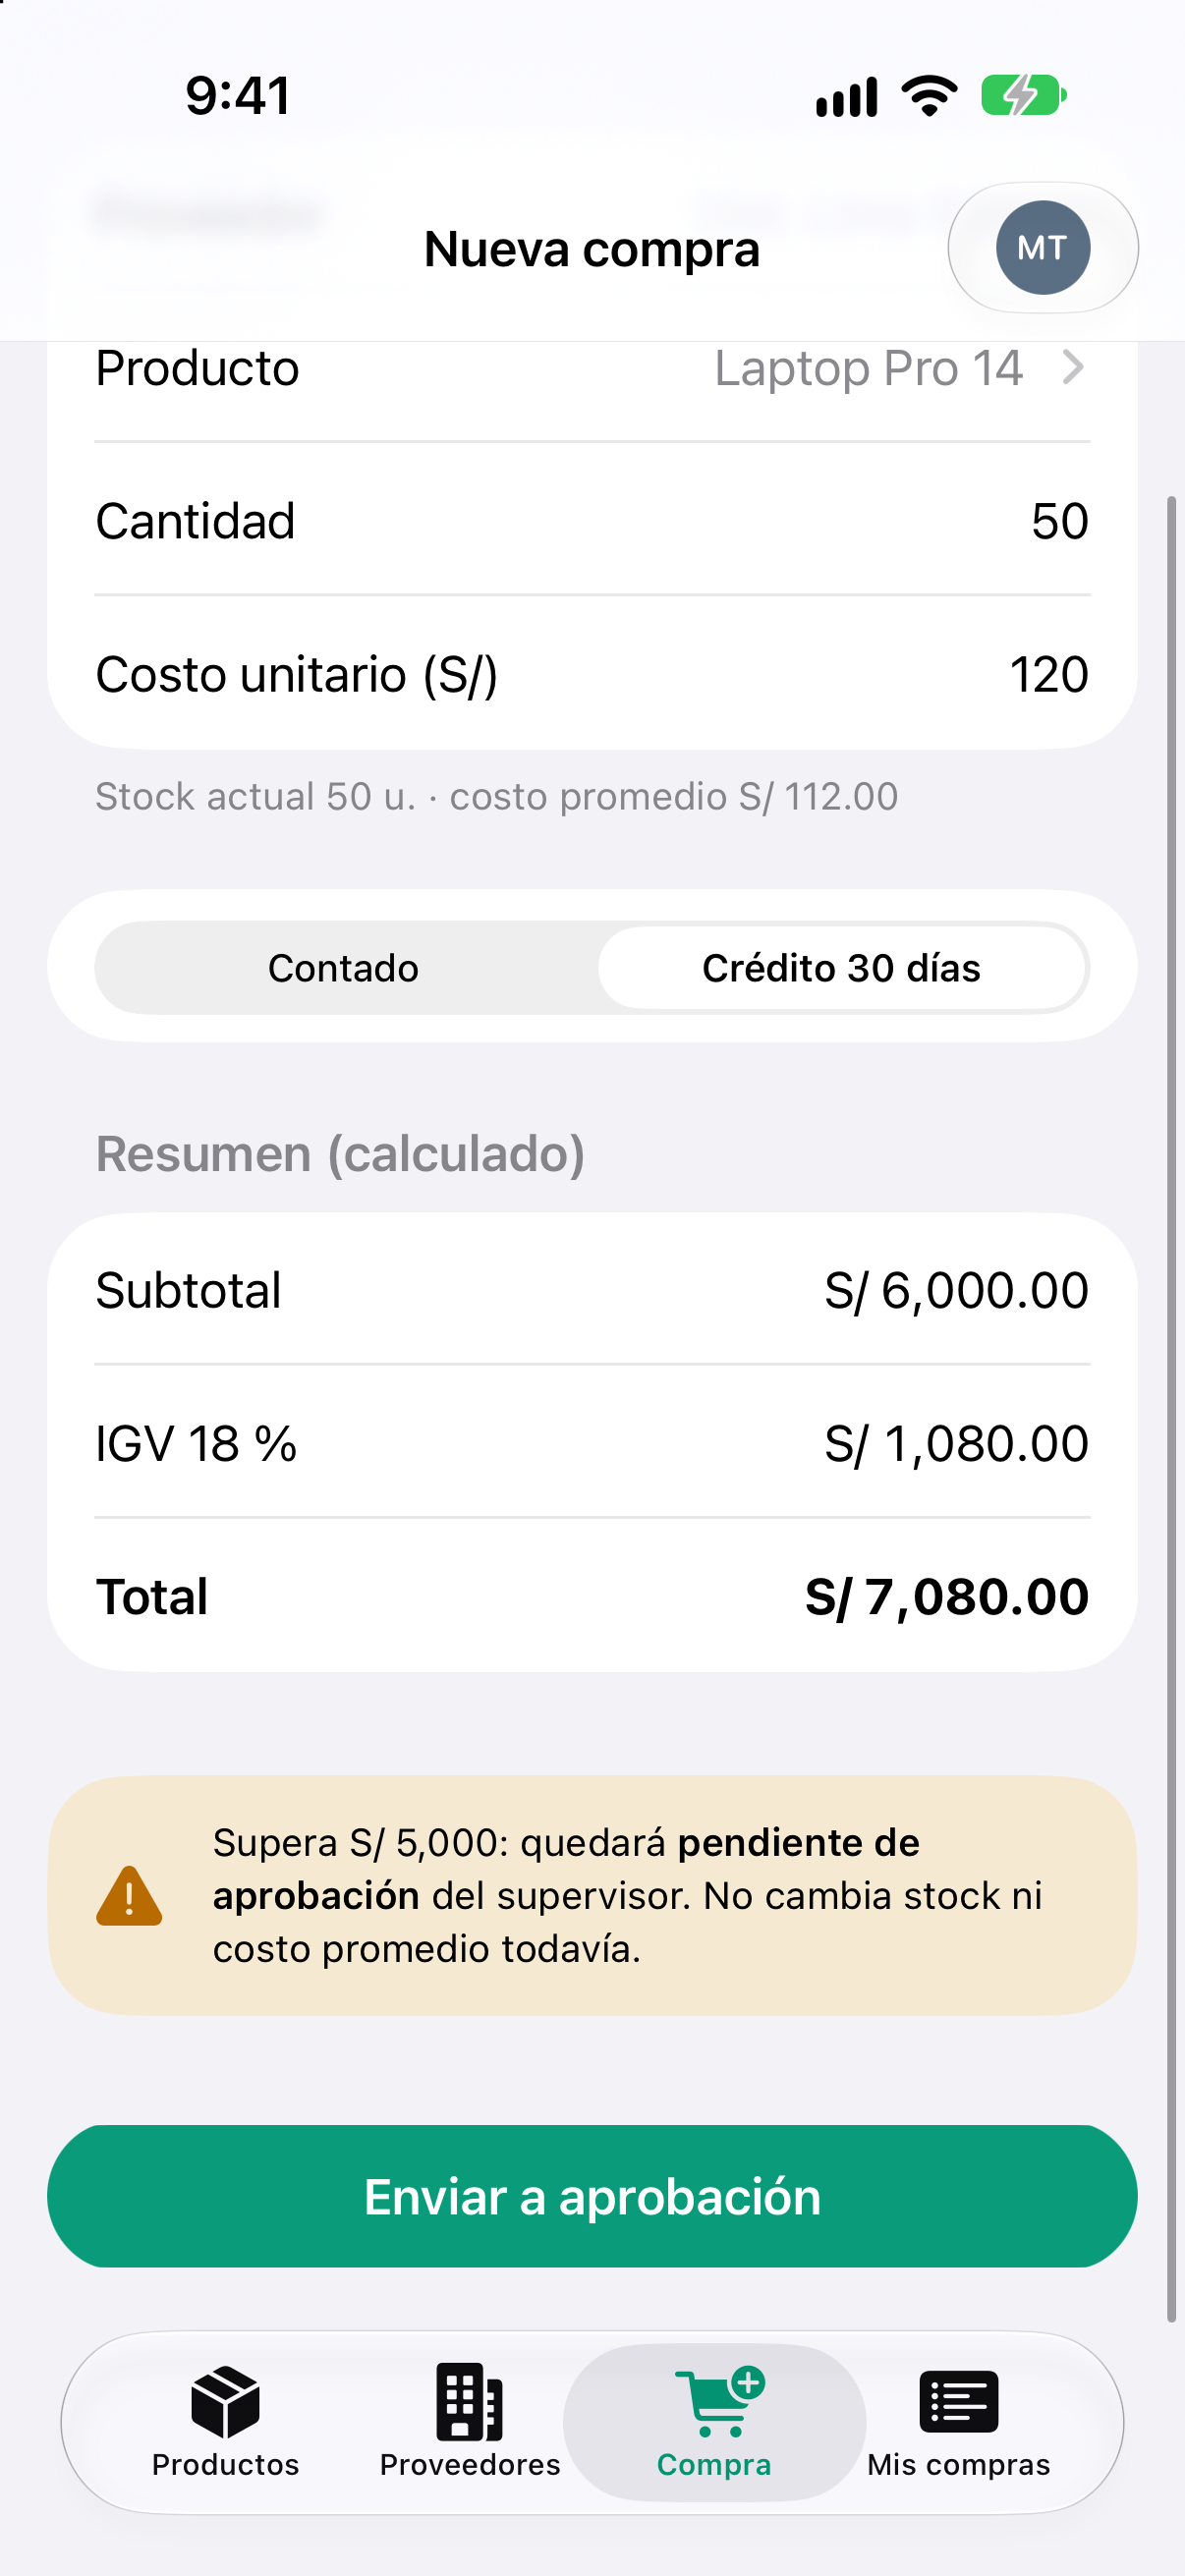 9:41
Nueva compra
MT
Producto
Laptop Pro 14
Cantidad
50
Costo unitario (S/)
120
Stock actual 50 u. · costo promedio S/ 112.00
Contado
Crédito 30 días
Resumen (calculado)
Subtotal
S/ 6,000.00
IGV 18 %
S/ 1,080.00
Total
S/ 7,080.00
Supera S/ 5,000: quedará pendiente de
aprobación del supervisor. No cambia stock ni
costo promedio todavía.
Enviar a aprobación
Productos
Proveedores
Compra
Mis compras